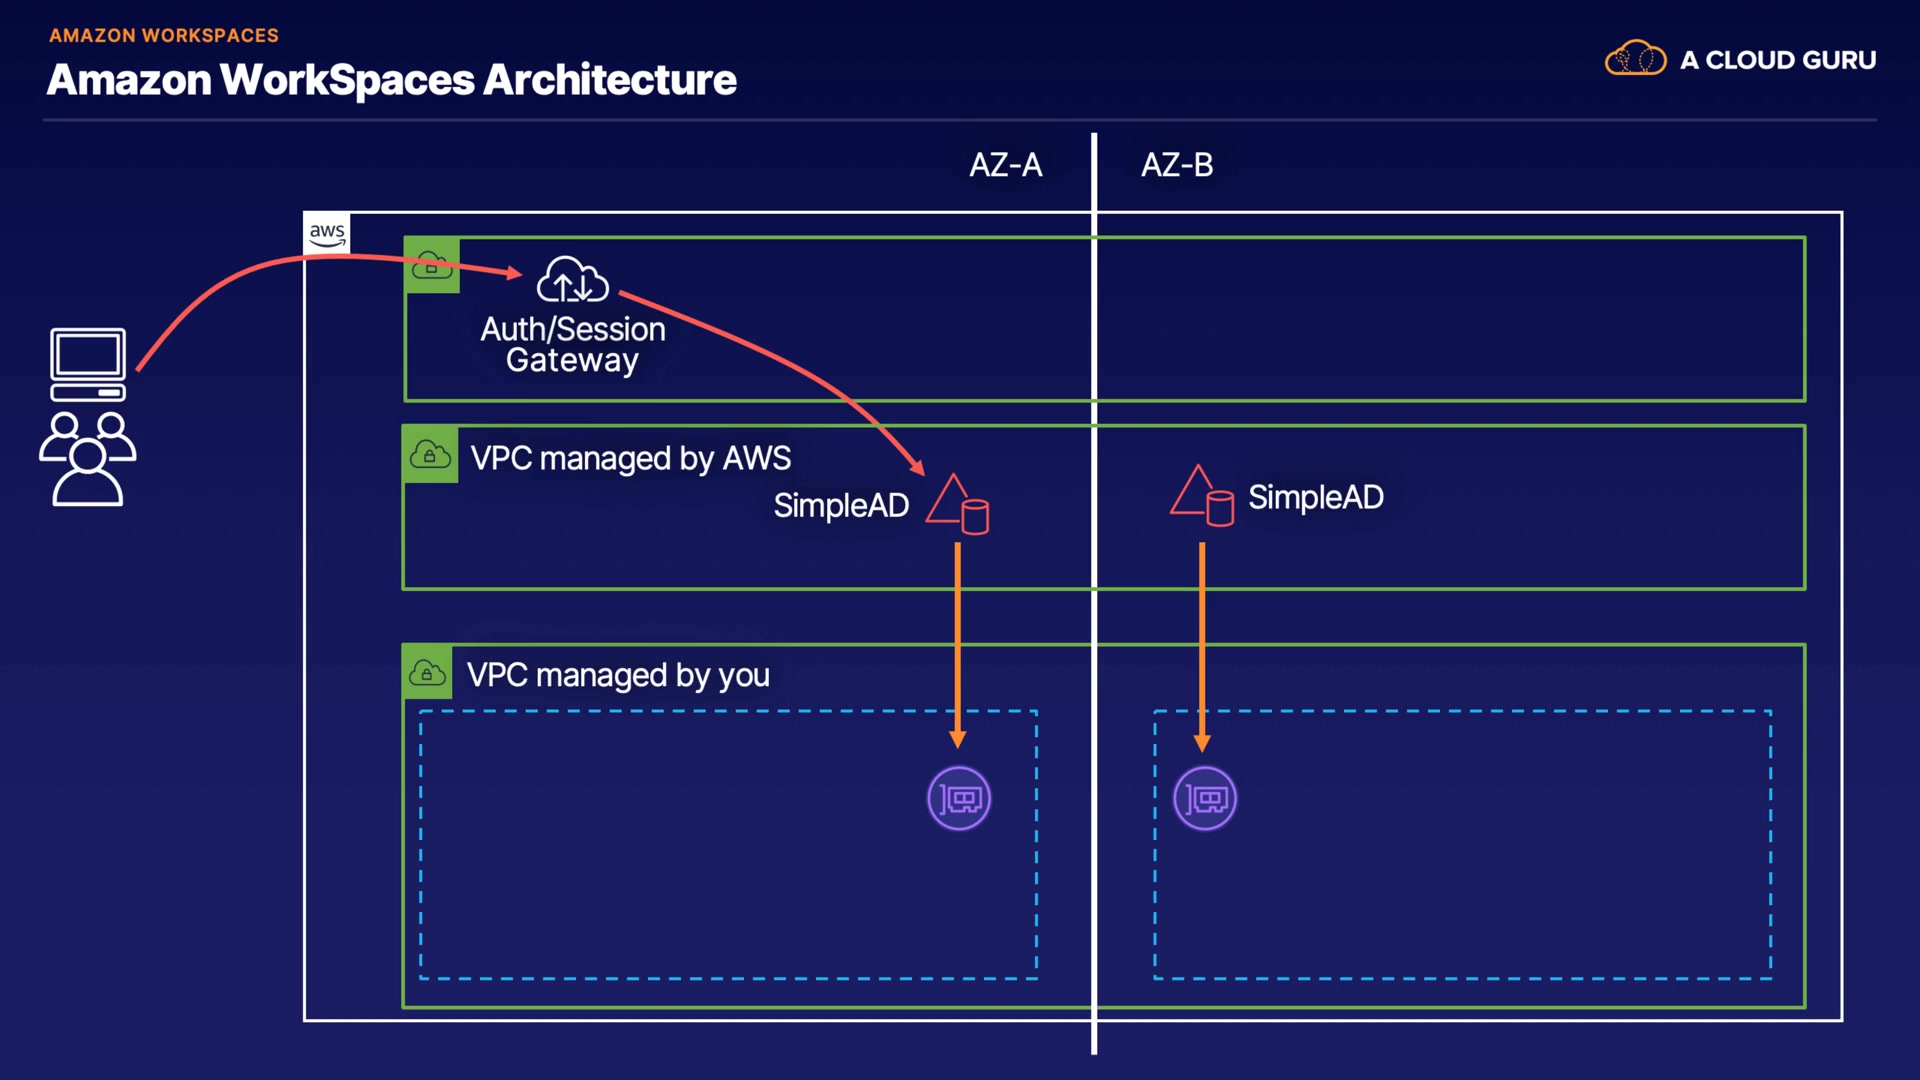 AMAZON WORKSPACES
Amazon WorkSpaces Architecture
A CLOUD GURU
AZ-A
AZ-B
aws
Auth/Session
Gateway
VPC managed by AWS
SimpleAD
SimpleAD
VPC managed by you